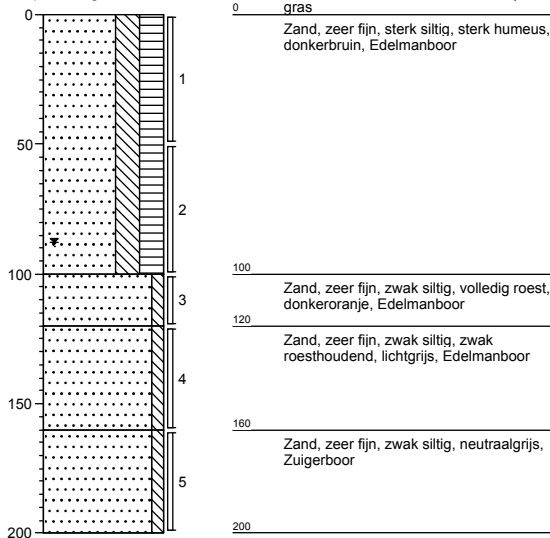 0
50
100
150
200
1
2
3
4
5
0
gras
Zand, zeer fijn, sterk siltig, sterk humeus,
donkerbruin, Edelmanboor
100
Zand, zeer fijn, zwak siltig, volledig roest,
donkeroranje, Edelmanboor
120
Zand, zeer fijn, zwak siltig, zwak
roesthoudend, lichtgrijs, Edelmanboor
160
Zand, zeer fijn, zwak siltig, neutraalgrijs,
Zuigerboor
200